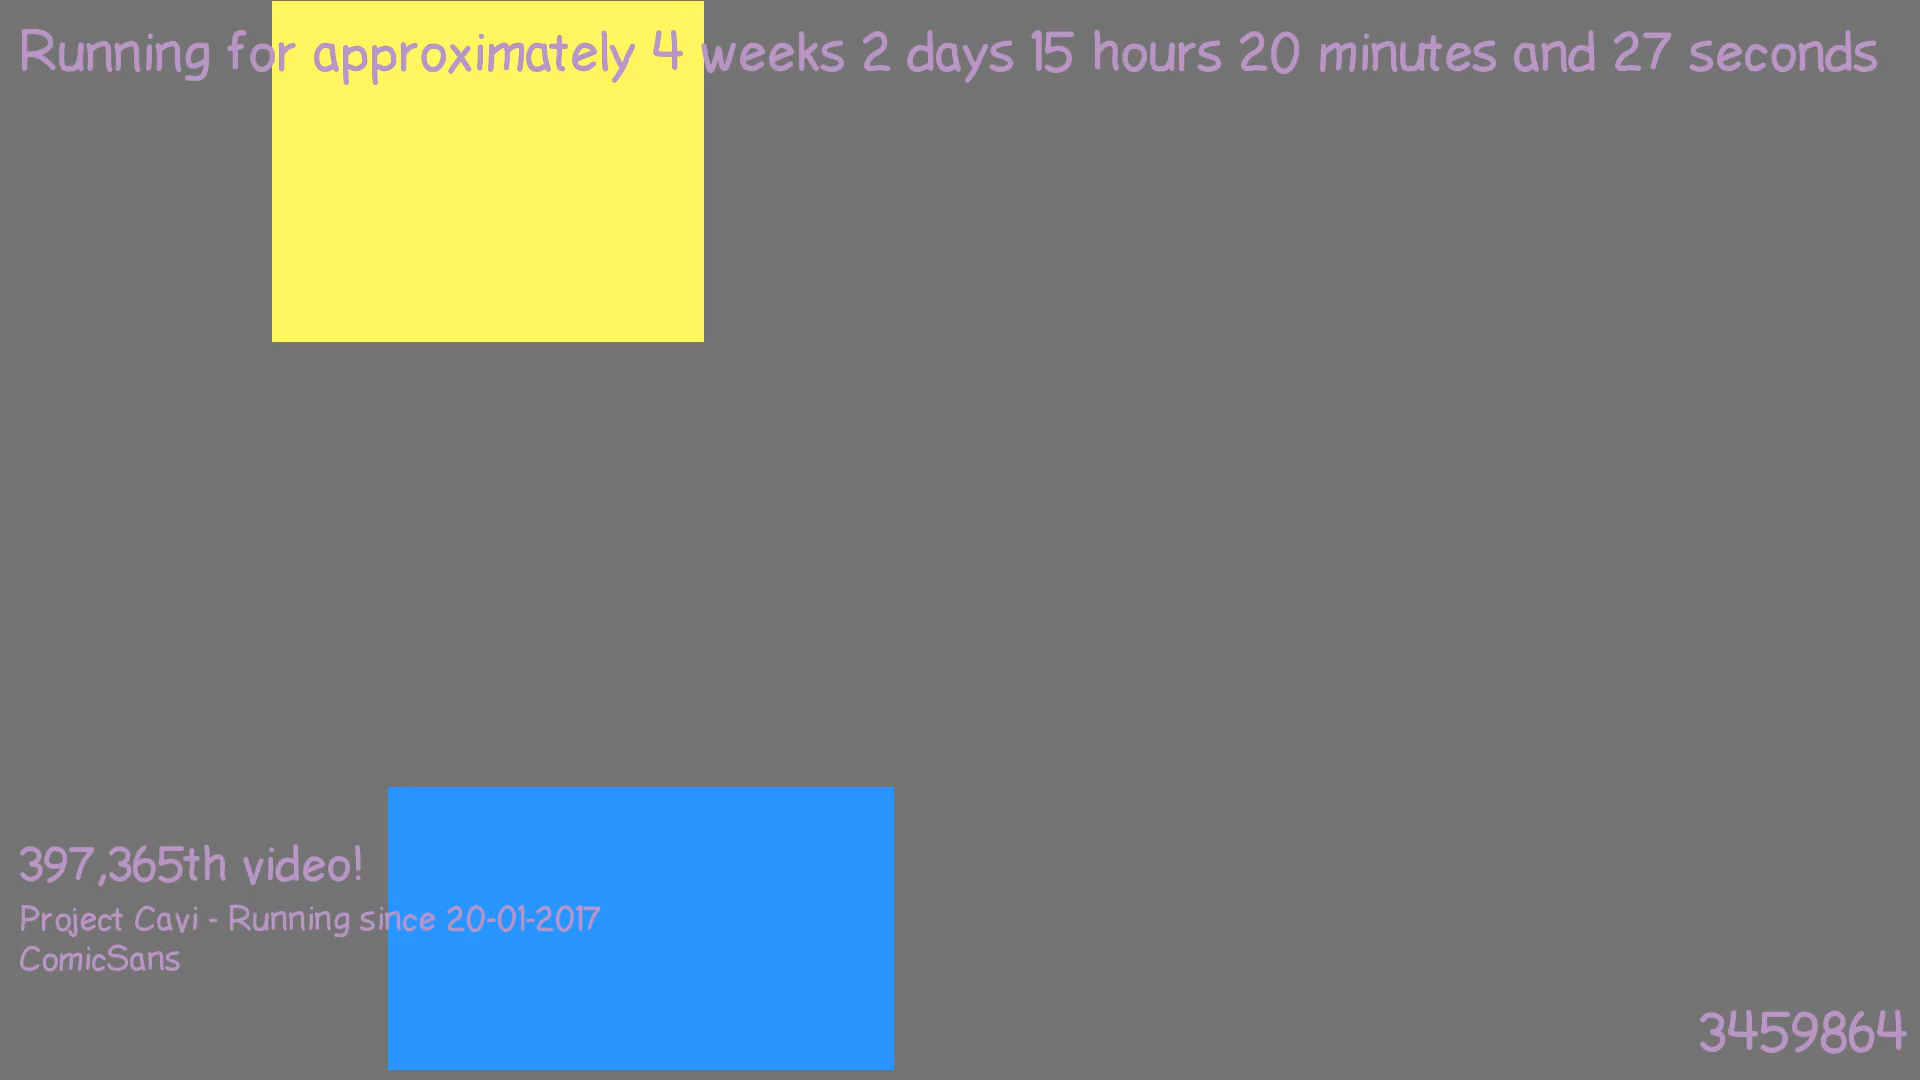 Running for approximately 4 weeks 2 days 15 hours 20 minutes and 27 seconds
397,365th video!
Project Cavi - Running since 20-01-2017
ComicSans
3459864